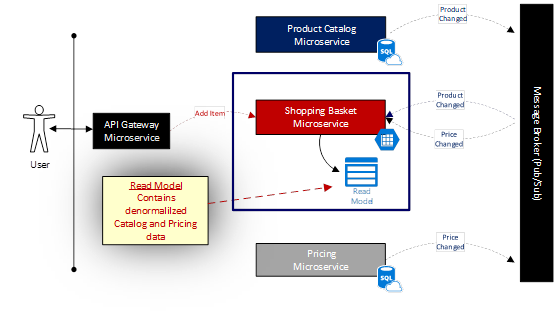 Product Catalog
Microservice
SQL
Product
Changed
Message Broker (Pub/Sub)
Shopping Basket
Microservice
Add Item
API Gateway
Microservice
User
Product
Changed
Price
Changed
Read
Model
Read Model
Contains
denormalilzed
Catalog and Pricing
data
Pricing
Microservice
SQL
Price
Changed